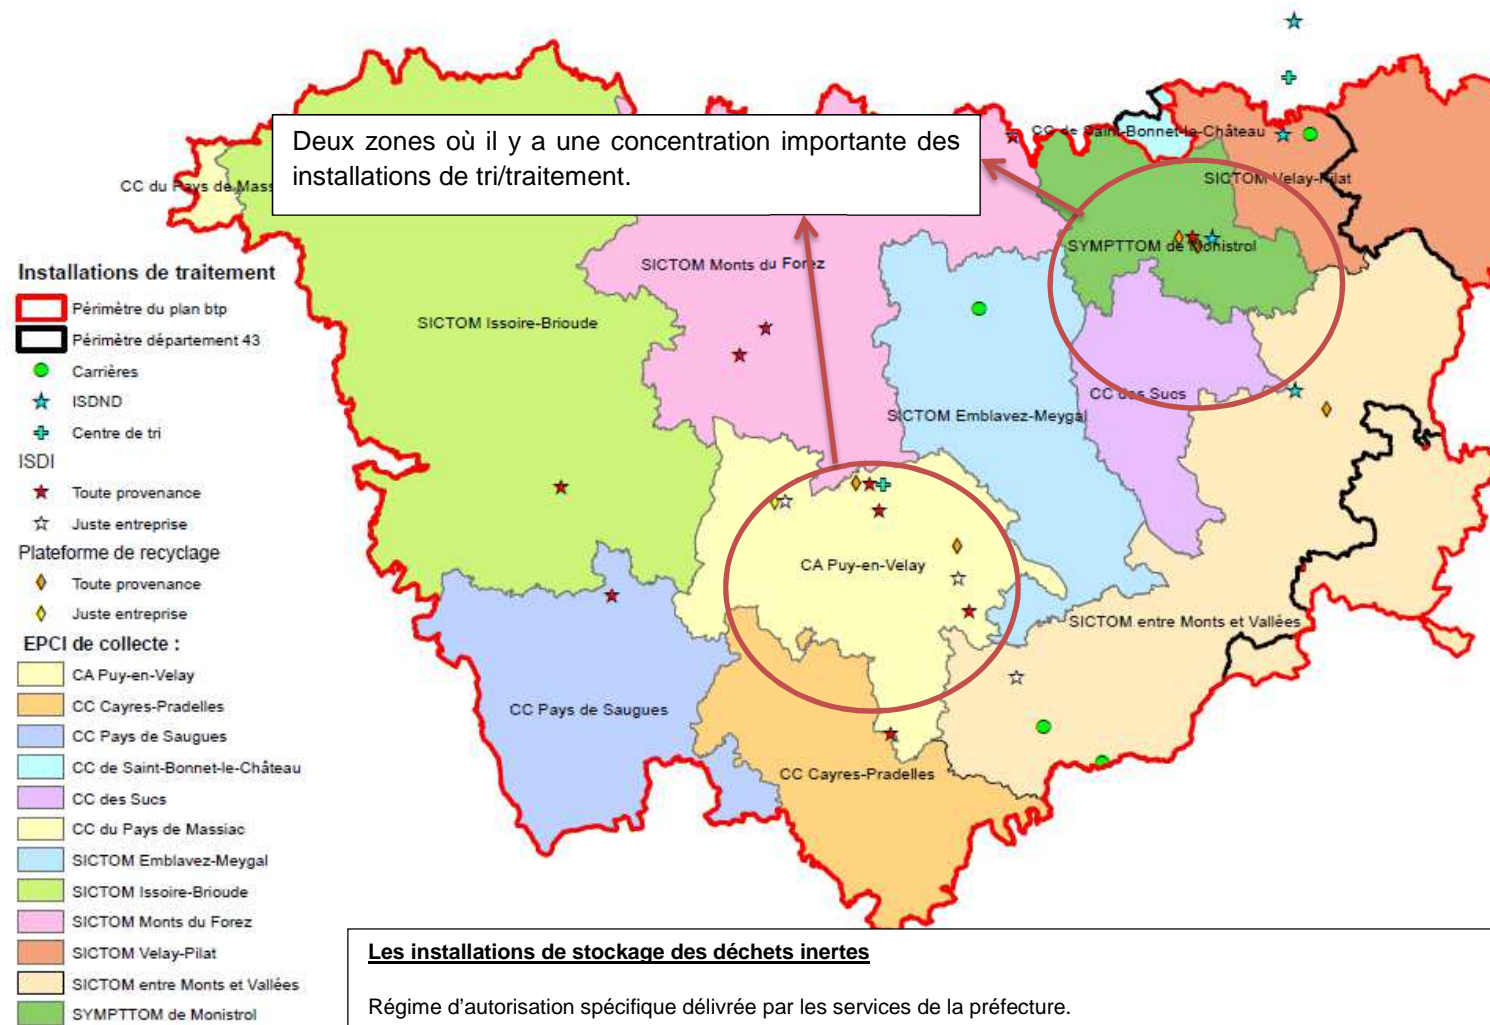 Deux zones où il y a une concentration importante des
installations de tri/traitement.
CC de Saint-Bonnet-le-Château
CC du Pays de Mass
SICTOM Velay-Pilat
SYMPTTOM de Monistrol
SICTOM Monts du Forez
SICTOM Issoire-Brioude
CC des Sucs
SICTOM Emblavez-Meygal
CA Puy-en-Velay
SICTOM entre Monts et Vallées
CC Pays de Saugues
CC Cayres-Pradelles
Installations de traitement
Périmètre du plan btp
Périmètre département 43
Carrières
ISDND
Centre de tri
ISDI
Toute provenance
Juste entreprise
Plateforme de recyclage
Toute provenance
Juste entreprise
EPCI de collecte :
CA Puy-en-Velay
CC Cayres-Pradelles
CC Pays de Saugues
CC de Saint-Bonnet-le-Château
CC des Sucs
CC du Pays de Massiac
SICTOM Emblavez-Meygal
SICTOM Issoire-Brioude
SICTOM Monts du Forez
SICTOM Velay-Pilat
SICTOM entre Monts et Vallées
SYMPTTOM de Monistrol
Les installations de stockage des déchets inertes
Régime d'autorisation spécifique délivrée par les services de la préfecture.